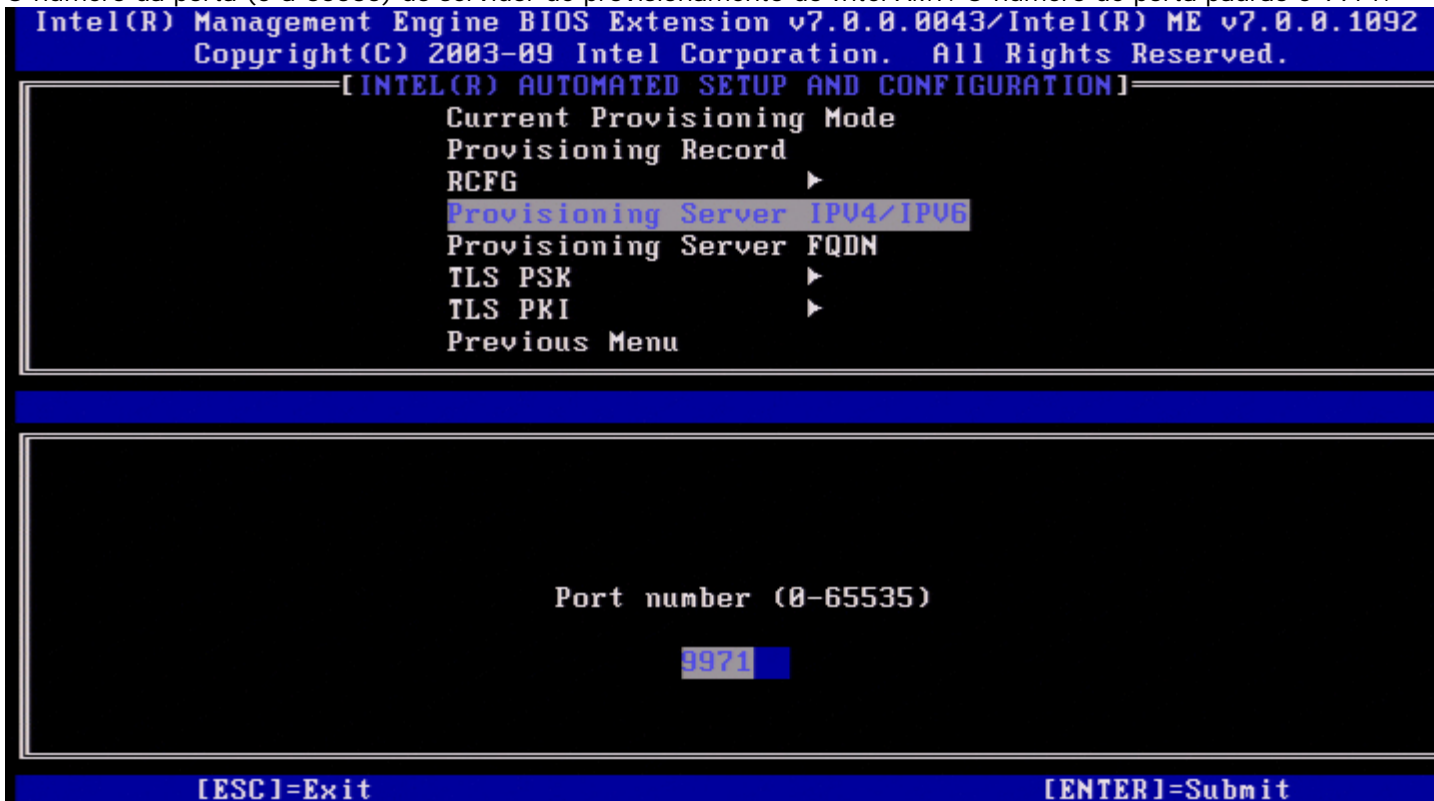 Intel(R) Management Engine BIOS Extension v7.0.0.0043/Intel(R) ME v7.0.0.1092
Copyright(C) 2003-09 Intel Corporation. All Rights Reserved.
[INTEL(R) AUTOMATED SETUP AND CONFIGURATION]
Current Provisioning Mode
Provisioning Record
RCFG ►
Provisioning Server IPV4/IPV6
Provisioning Server FQDN
TLS PSK ►
TLS PKI ►
Previous Menu
Port number (0-65535)
9971
[ESC]=Exit [ENTER]=Submit